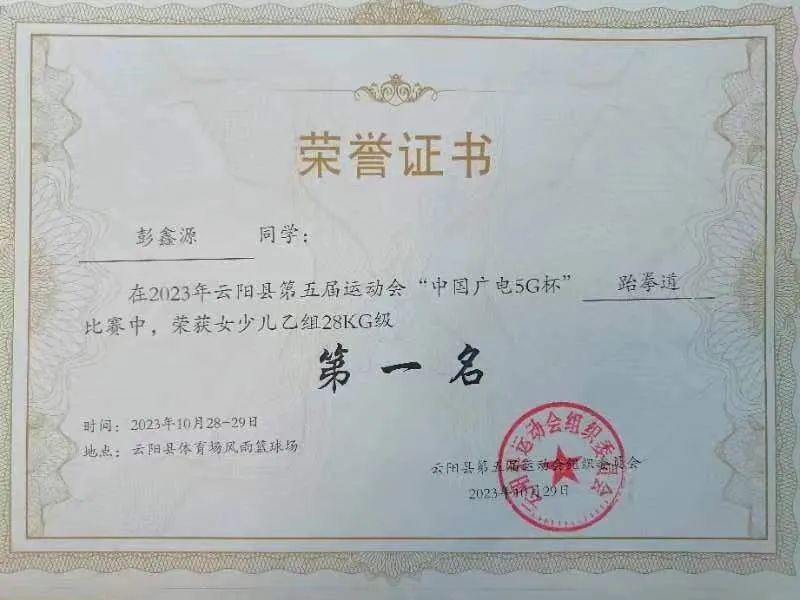 荣誉证书
彭鑫源 同学：
在2023年云阳县第五届运动会“中国广电5G杯” 跆拳道
比赛中，荣获女少儿乙组28KG级
第一名
时间：2023年10月28-29日
地点：云阳县体育场风雨篮球场
云阳县第五届运动会组织委员会
2023年10月29日